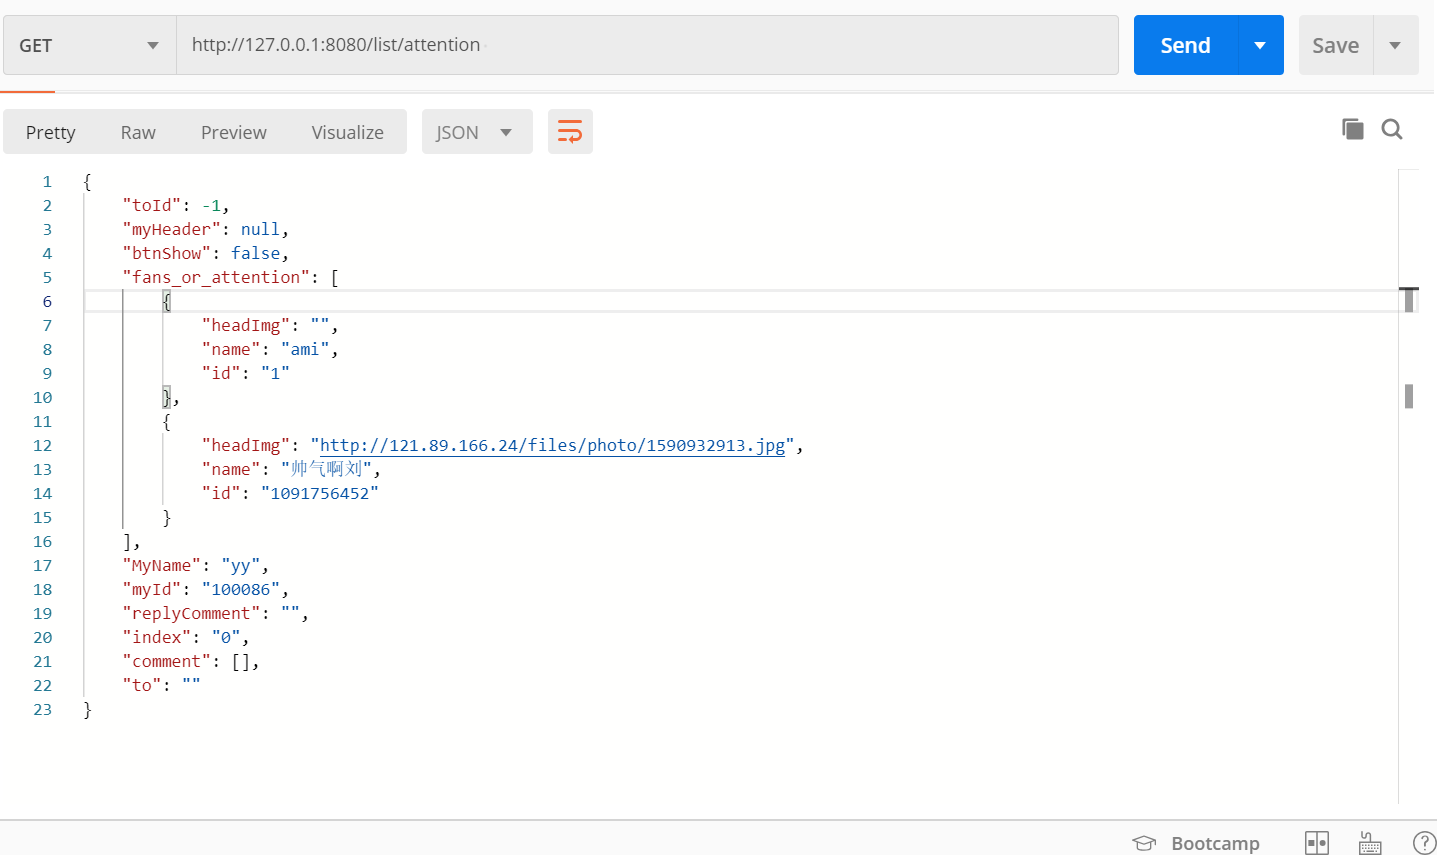 GET http://127.0.0.1:8080/list/attention Send Save
Pretty Raw Preview Visualize JSON
1 {
2 "toId": -1,
3 "myHeader": null,
4 "btnShow": false,
5 "fans_or_attention": [
6 {
7 "headImg": "",
8 "name": "ami",
9 "id": "1"
10 },
11 {
12 "headImg": "http://121.89.166.24/files/photo/1590932913.jpg",
13 "name": "帅气啊刘",
14 "id": "1091756452"
15 }
16 ],
17 "MyName": "yy",
18 "myId": "100086",
19 "replyComment": "",
20 "index": "0",
21 "comment": [],
22 "to": ""
23 }
Bootcamp